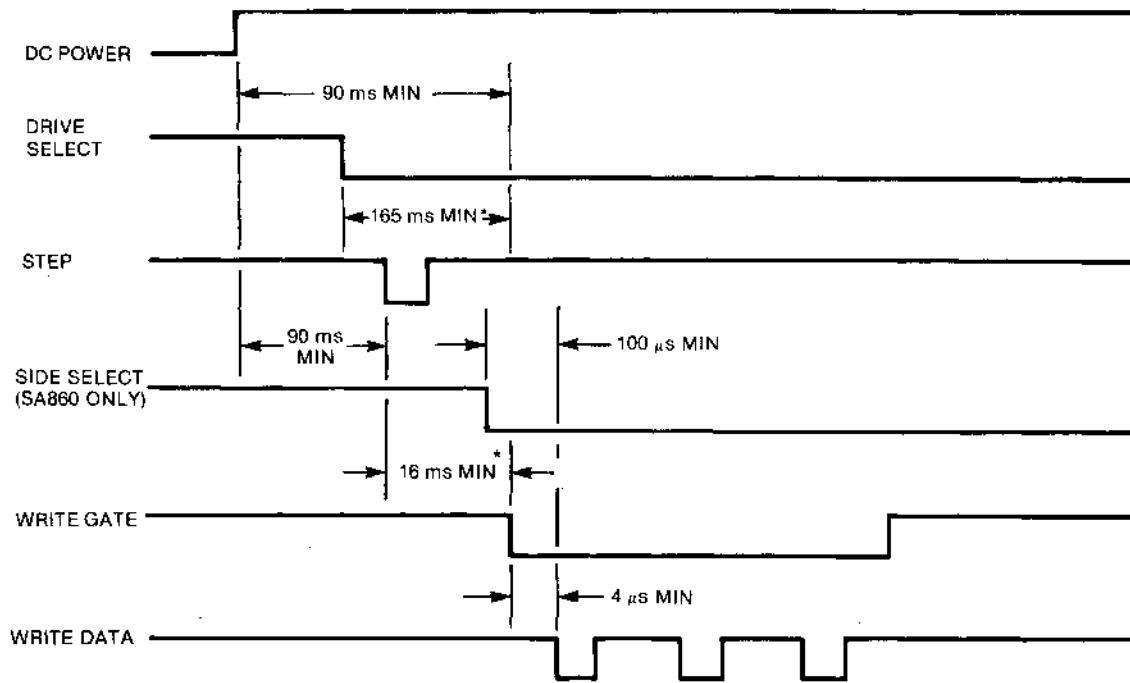 DC POWER
90 ms MIN
DRIVE
SELECT
165 ms MIN*
STEP
90 ms
MIN
100 μs MIN
SIDE SELECT
(SA860 ONLY)
16 ms MIN*
WRITE GATE
4 μs MIN
WRITE DATA